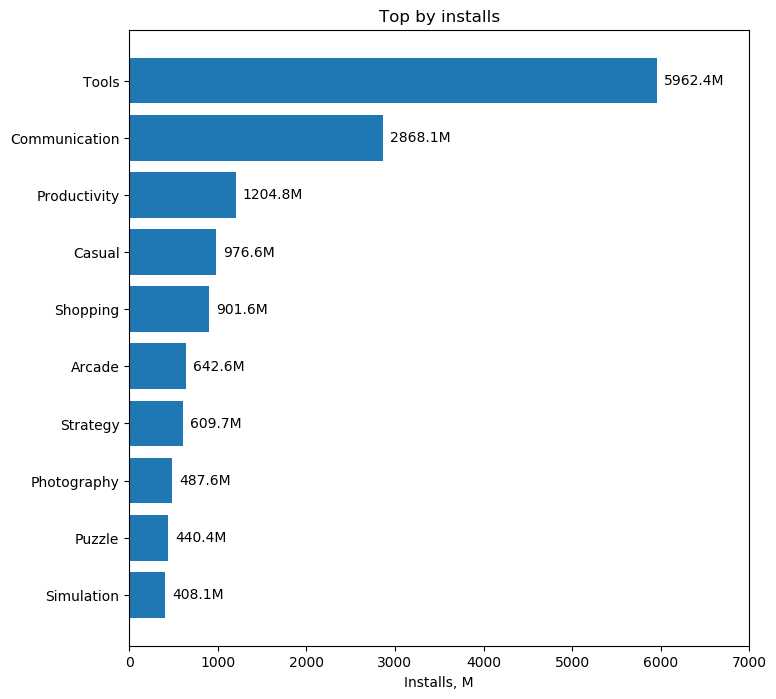 Top by installs
Tools 5962.4M
Communication 2868.1M
Productivity 1204.8M
Casual 976.6M
Shopping 901.6M
Arcade 642.6M
Strategy 609.7M
Photography 487.6M
Puzzle 440.4M
Simulation 408.1M
0 1000 2000 3000 4000 5000 6000 7000
Installs, M